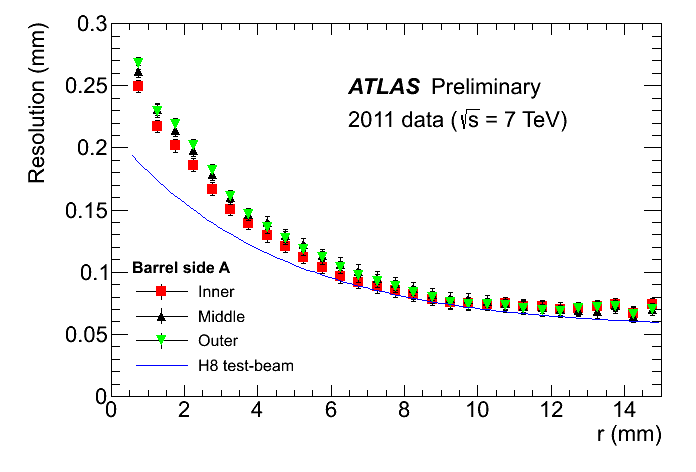 Resolution (mm)
0.3
0.25
0.2
0.15
0.1
0.05
0
ATLAS Preliminary
2011 data (√s = 7 TeV)
Barrel side A
Inner
Middle
Outer
H8 test-beam
0 2 4 6 8 10 12 14
r (mm)